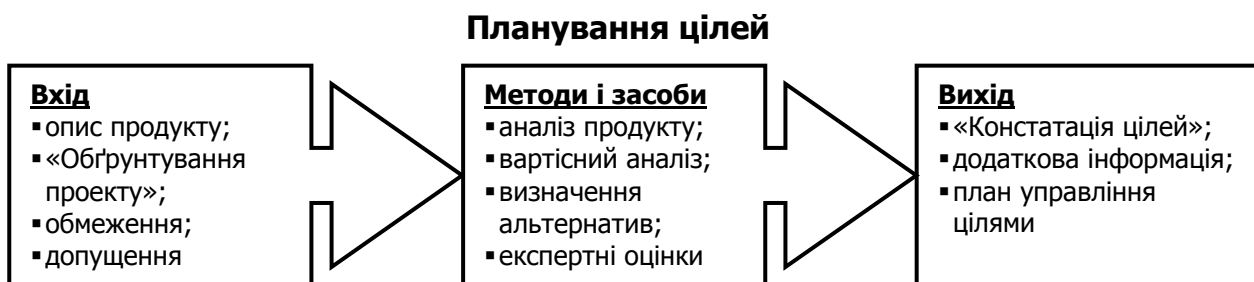 Планування цілей
Вхід
▪опис продукту;
▪«Обґрунтування
проекту»;
▪обмеження;
▪допущення
Методи і засоби
▪аналіз продукту;
▪вартісний аналіз;
▪визначення
альтернатив;
▪експертні оцінки
Вихід
▪«Констатація цілей»;
▪додаткова інформація;
▪план управління
цілями